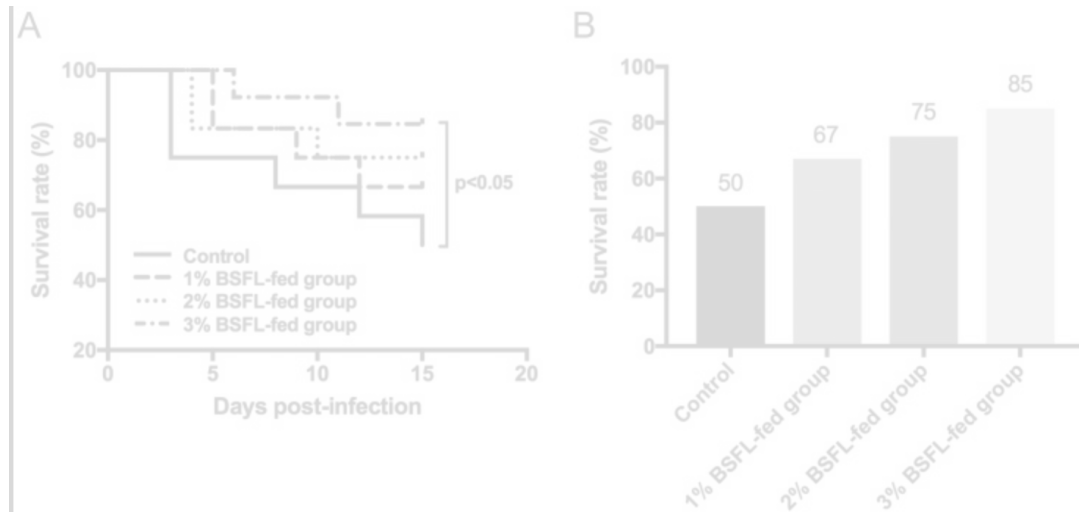 A
Survival rate (%)
100
80
60
40
20
0
5
10
15
20
Days post-infection
Control
1% BSFL-fed group
2% BSFL-fed group
3% BSFL-fed group
p<0.05
B
Survival rate (%)
100
80
60
40
20
0
50
67
75
85
Control
1% BSFL-fed group
2% BSFL-fed group
3% BSFL-fed group